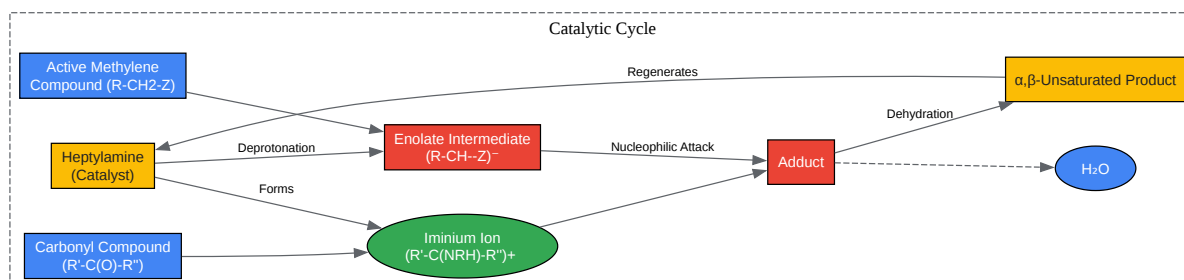 Catalytic Cycle
Active Methylene
Compound (R-CH2-Z)
Regenerates
α,β-Unsaturated Product
Dehydration
Heptylamine
(Catalyst)
Deprotonation
Enolate Intermediate
(R-CH--Z)⁻
Nucleophilic Attack
Adduct
H₂O
Forms
Carbonyl Compound
(R'-C(O)-R'')
Iminium Ion
(R'-C(NRH)-R'')+